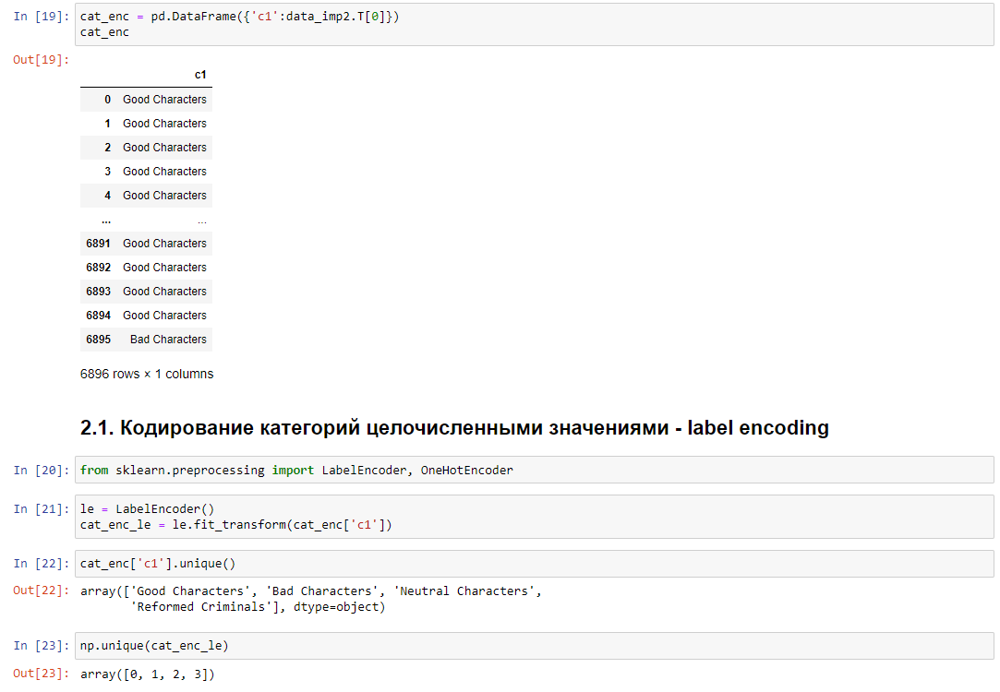 In [19]: cat_enc = pd.DataFrame({'c1':data_imp2.T[0]})
cat_enc
Out[19]:
c1
0 Good Characters
1 Good Characters
2 Good Characters
3 Good Characters
4 Good Characters
... ...
6891 Good Characters
6892 Good Characters
6893 Good Characters
6894 Good Characters
6895 Bad Characters
6896 rows × 1 columns
2.1. Кодирование категорий целочисленными значениями - label encoding
In [20]: from sklearn.preprocessing import LabelEncoder, OneHotEncoder
In [21]: le = LabelEncoder()
cat_enc_le = le.fit_transform(cat_enc['c1'])
In [22]: cat_enc['c1'].unique()
Out[22]: array(['Good Characters', 'Bad Characters', 'Neutral Characters',
'Reformed Criminals'], dtype=object)
In [23]: np.unique(cat_enc_le)
Out[23]: array([0, 1, 2, 3])